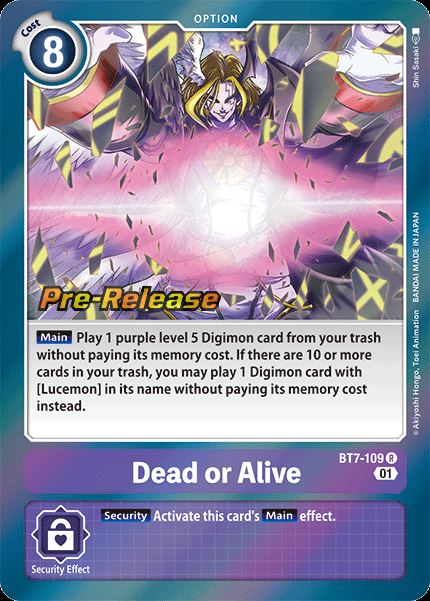 OPTION
Cost
8
Shin Sasaki
Pre-Release
Main Play 1 purple level 5 Digimon card from your trash
without paying its memory cost. If there are 10 or more
cards in your trash, you may play 1 Digimon card with
[Lucemon] in its name without paying its memory cost
instead.
©Akiyoshi Hongo, Toei Animation BANDAI MADE IN JAPAN
BT7-109 R
Dead or Alive
01
Security Activate this card's Main effect.
Security Effect